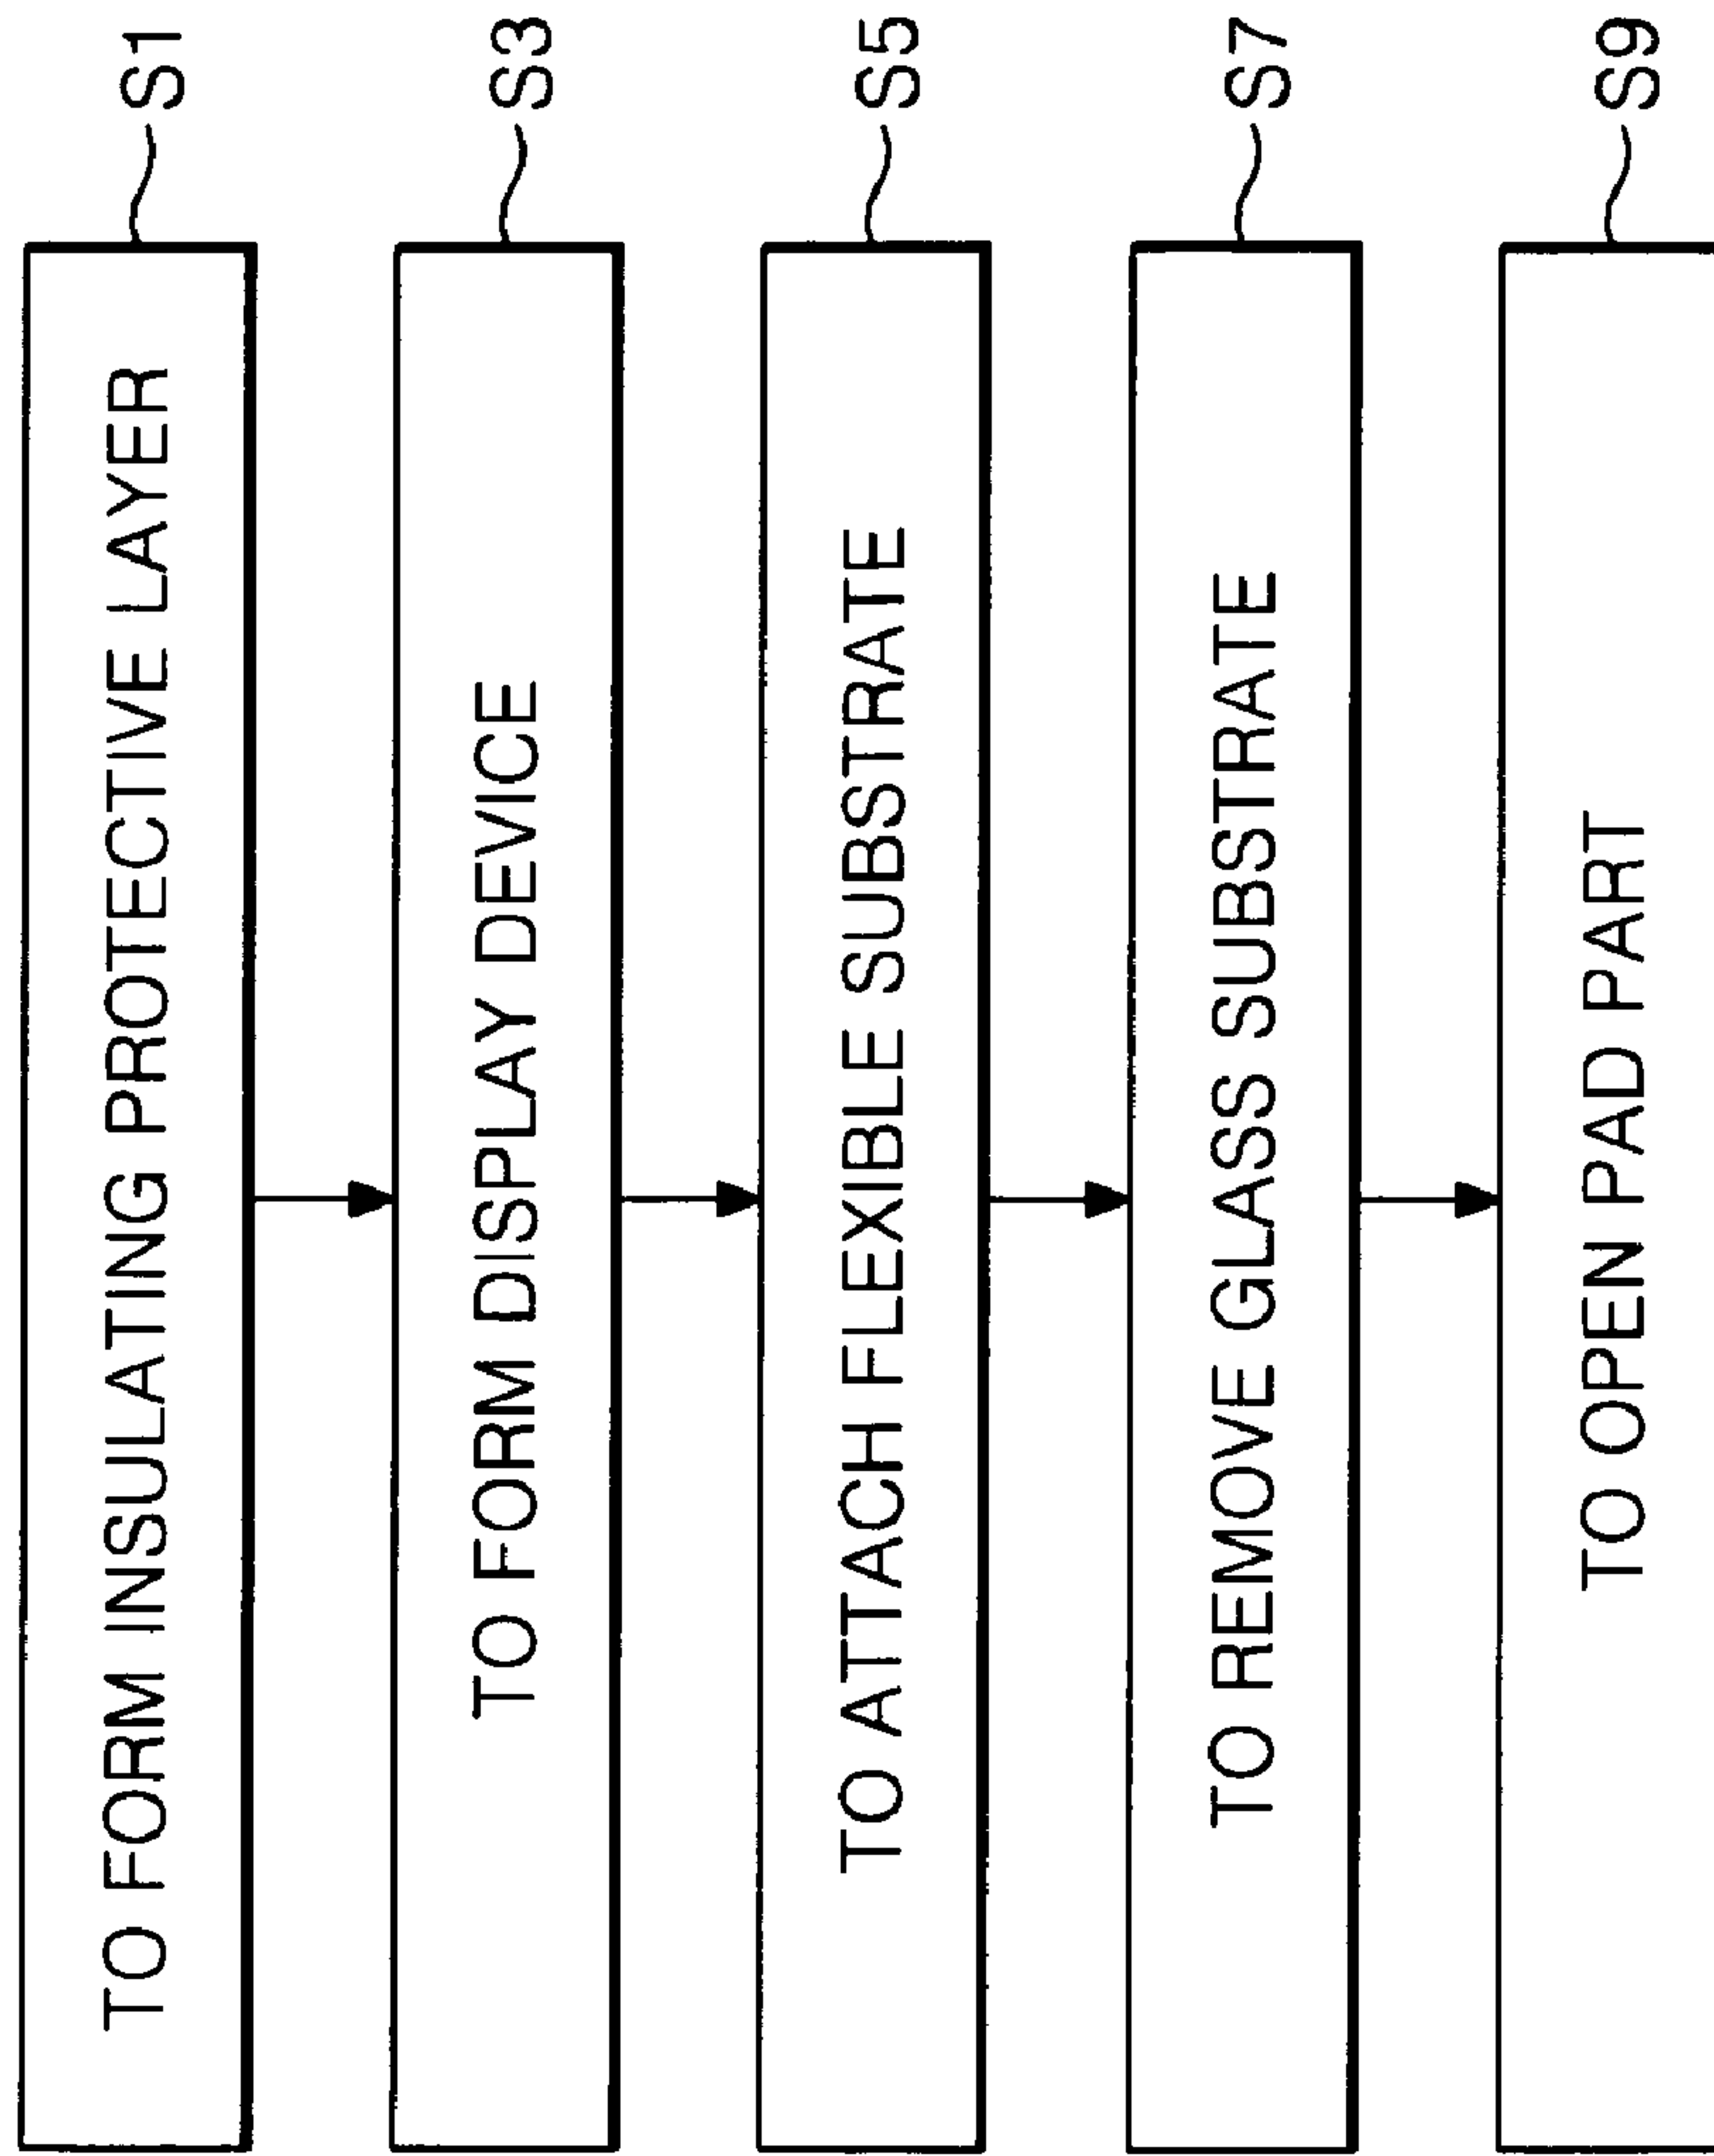 TO FORM INSULATING PROTECTIVE LAYER
S1
TO FORM DISPLAY DEVICE
S3
TO ATTACH FLEXIBLE SUBSTRATE
S5
TO REMOVE GLASS SUBSTRATE
S7
TO OPEN PAD PART
S9